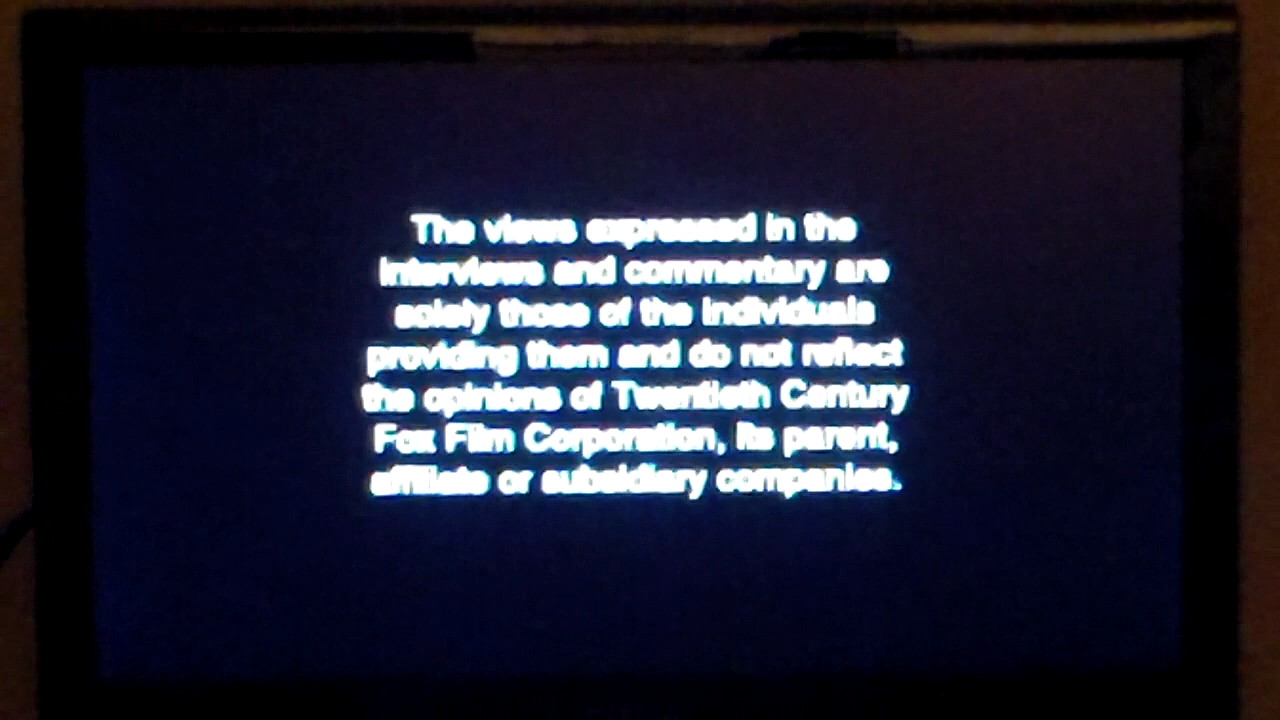 The views expressed in the
interviews and commentary are
solely those of the individuals
providing them and do not reflect
the opinions of Twentieth Century
Fox Film Corporation, its parent,
affiliate or subsidiary companies.